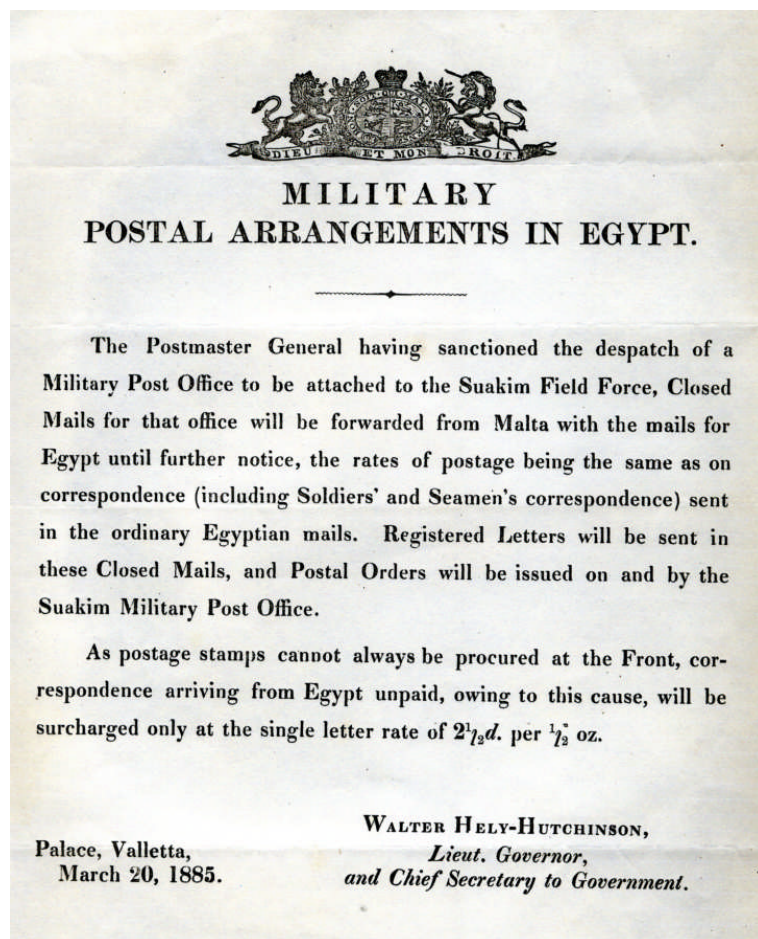 HONI SOIT QUI MAL Y PENSE
DIEU ET MON DROIT
MILITARY
POSTAL ARRANGEMENTS IN EGYPT.
The Postmaster General having sanctioned the despatch of a
Military Post Office to be attached to the Suakim Field Force, Closed
Mails for that office will be forwarded from Malta with the mails for
Egypt until further notice, the rates of postage being the same as on
correspondence (including Soldiers' and Seamen's correspondence) sent
in the ordinary Egyptian mails. Registered Letters will be sent in
these Closed Mails, and Postal Orders will be issued on and by the
Suakim Military Post Office.
As postage stamps cannot always be procured at the Front, cor-
respondence arriving from Egypt unpaid, owing to this cause, will be
surcharged only at the single letter rate of 2½d. per ½ oz.
WALTER HELY-HUTCHINSON,
Lieut. Governor,
and Chief Secretary to Government.
Palace, Valletta,
March 20, 1885.